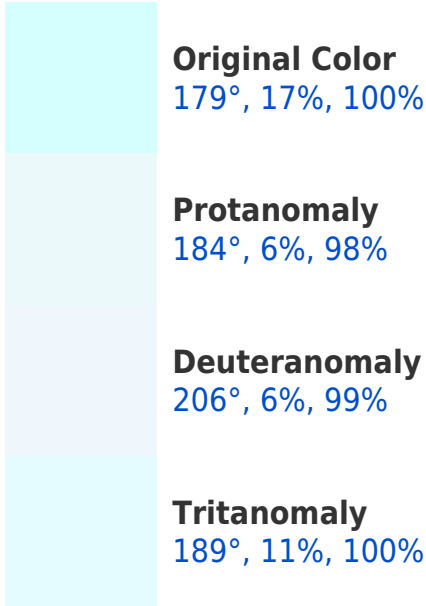 Original Color
179°, 17%, 100%
Protanomaly
184°, 6%, 98%
Deuteranomaly
206°, 6%, 99%
Tritanomaly
189°, 11%, 100%